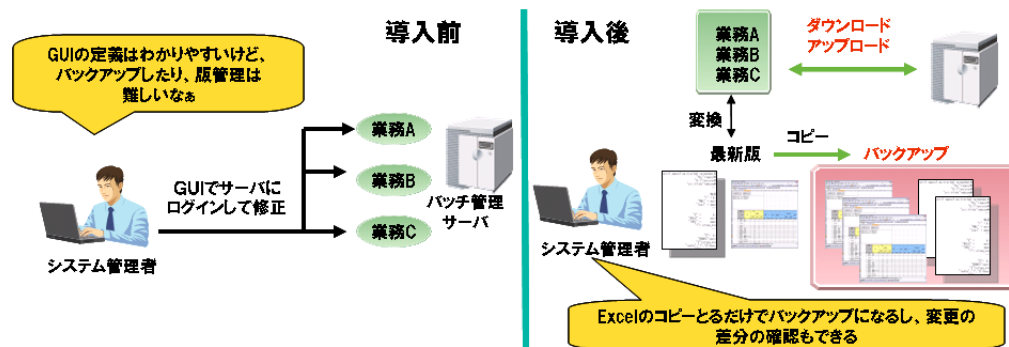 導入前
GUIの定義はわかりやすいけど、
バックアップしたり、版管理は
難しいなぁ
業務A
業務B
業務C
GUIでサーバに
ログインして修正
バッチ管理
サーバ
システム管理者
導入後
業務A
業務B
業務C
ダウンロード
アップロード
変換
最新版
コピー
バックアップ
システム管理者
Excelのコピーとるだけでバックアップになるし、変更の
差分の確認もできる